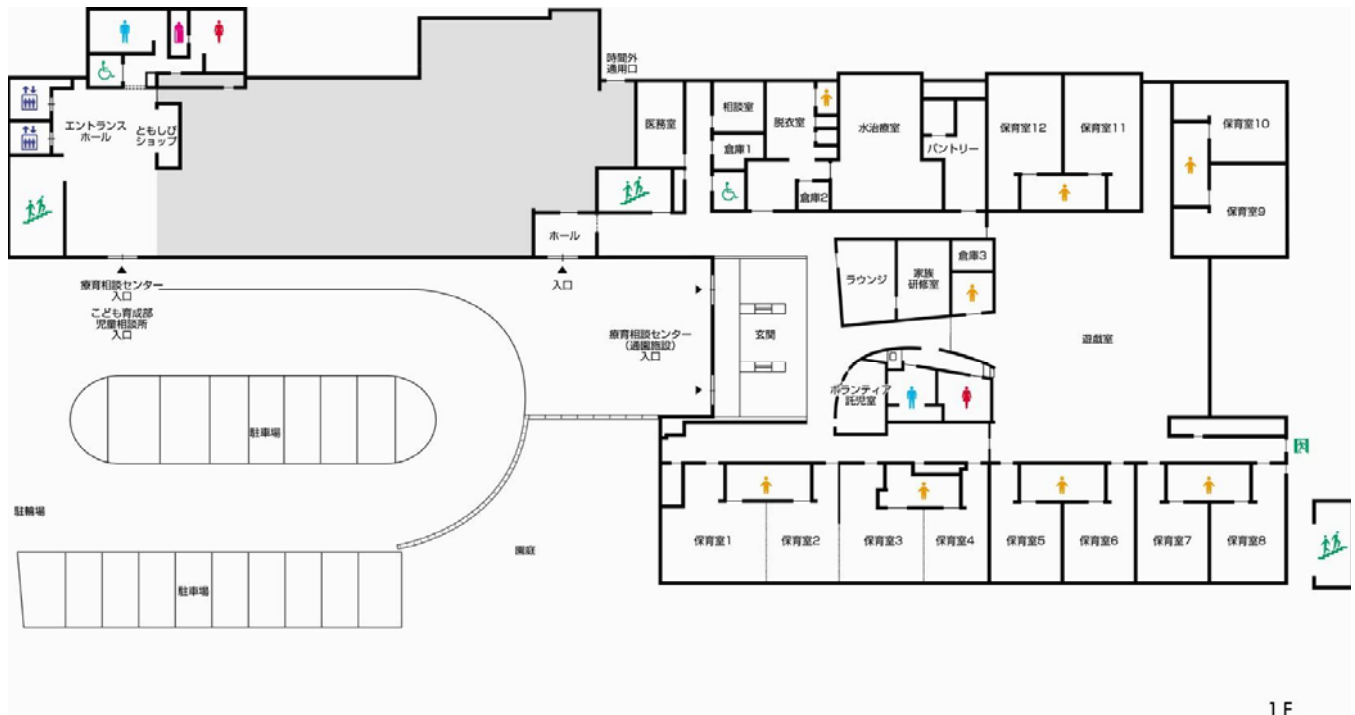 時間外
通用口
エントランス
ホール
ともしび
ショップ
医務室
相談室
脱衣室
倉庫1
倉庫2
水治療室
パントリー
保育室12
保育室11
保育室10
保育室9
ホール
ラウンジ
家族
研修室
倉庫3
療育相談センター
入口
こども育成部
児童相談所
入口
入口
療育相談センター
（通園施設）
入口
玄関
遊戯室
ボランティア
託児室
駐車場
駐輪場
駐車場
園庭
保育室1
保育室2
保育室3
保育室4
保育室5
保育室6
保育室7
保育室8
1F